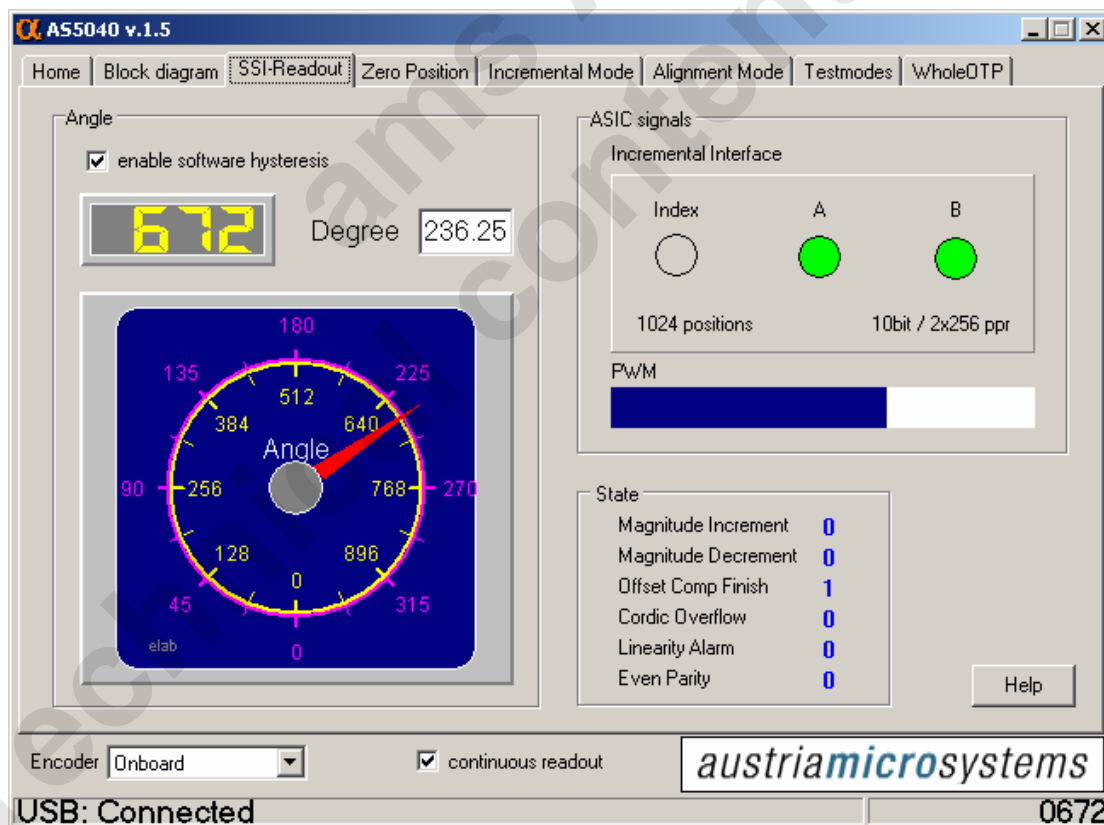 AS5040 v.1.5
Home Block diagram SSI-Readout Zero Position Incremental Mode Alignment Mode Testmodes WholeOTP
Angle
enable software hysteresis
672
Degree 236.25
180
135
225
512
384
640
Angle
90
256
768
270
128
896
0
45
315
0
elab
ASIC signals
Incremental Interface
Index A B
1024 positions 10bit / 2x256 ppr
PWM
State
Magnitude Increment 0
Magnitude Decrement 0
Offset Comp Finish 1
Cordic Overflow 0
Linearity Alarm 0
Even Parity 0
Help
Encoder Onboard
continuous readout
austriamicrosystems
USB: Connected
0672
ams